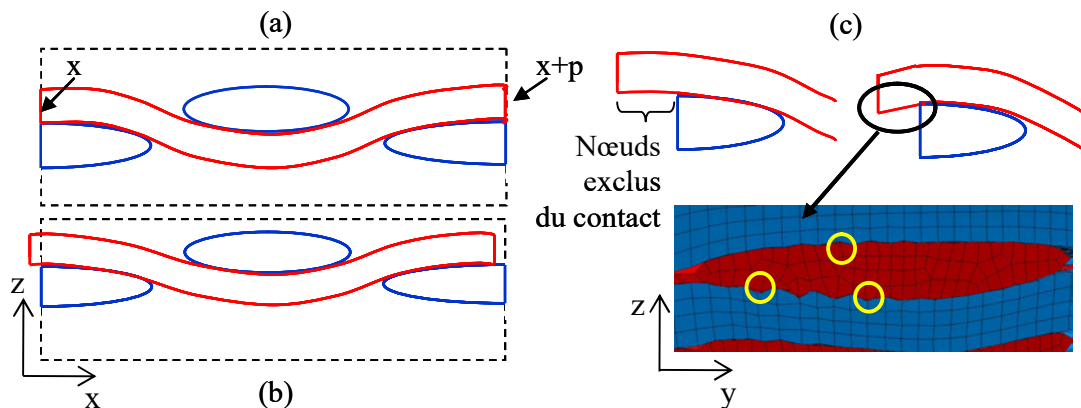 (a)
x
x+p
z
x
(b)
(c)
Nœuds
exclus
du contact
z
y